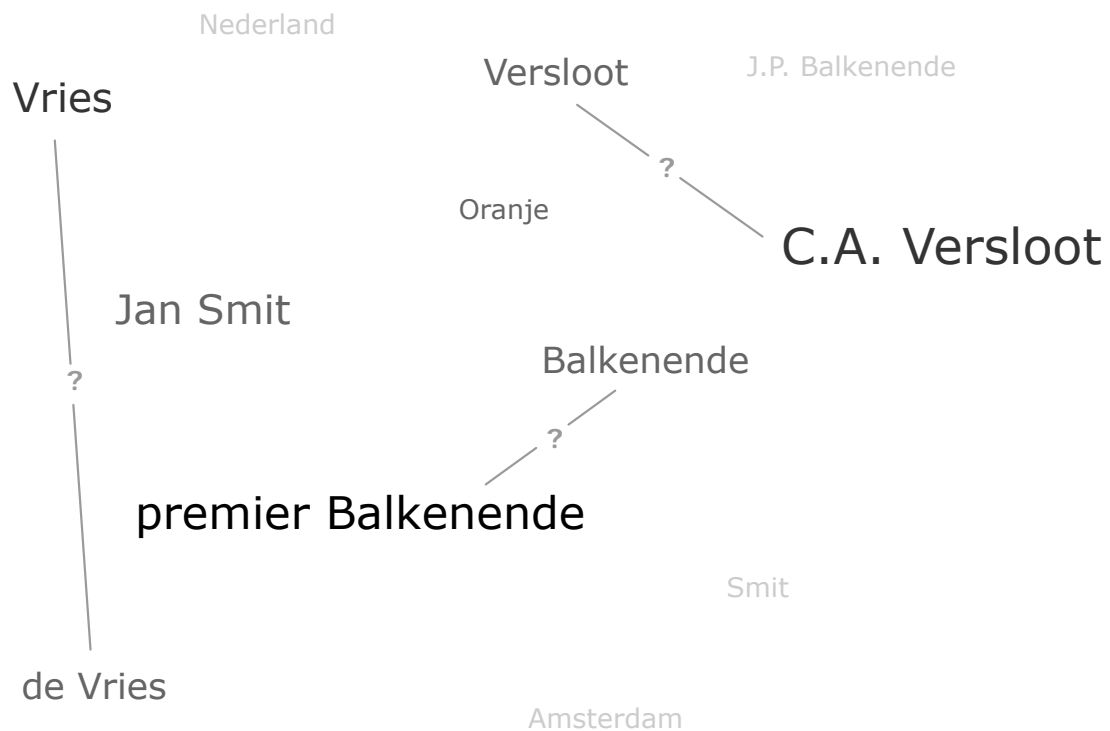 Nederland
Versloot
J.P. Balkenende
Vries
?
Oranje
C.A. Versloot
Jan Smit
Balkenende
?
?
premier Balkenende
Smit
de Vries
Amsterdam